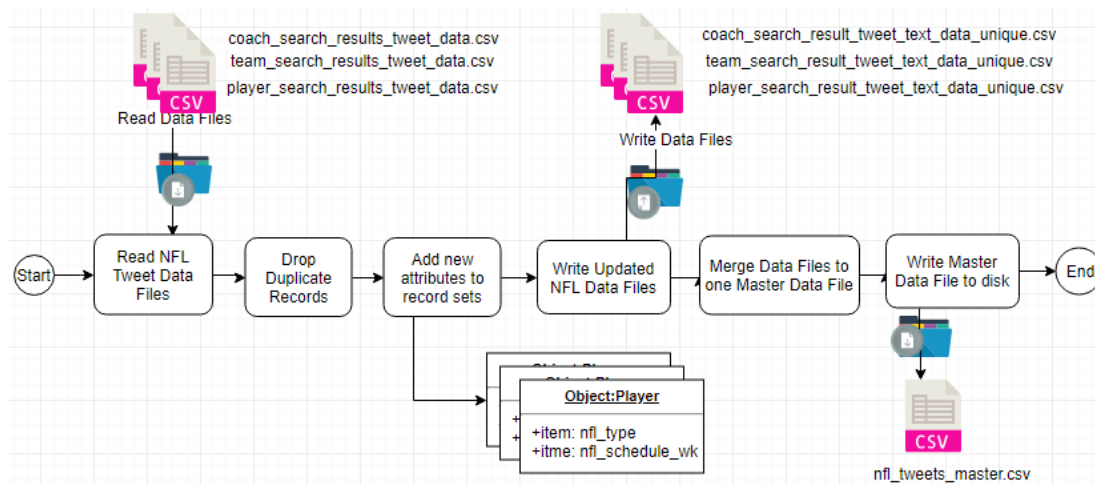 coach_search_results_tweet_data.csv
team_search_results_tweet_data.csv
player_search_results_tweet_data.csv
CSV
Read Data Files
coach_search_result_tweet_text_data_unique.csv
team_search_result_tweet_text_data_unique.csv
player_search_result_tweet_text_data_unique.csv
CSV
Write Data Files
Start
Read NFL
Tweet Data
Files
Drop
Duplicate
Records
Add new
attributes to
record sets
Write Updated
NFL Data Files
Merge Data Files to
one Master Data File
Write Master
Data File to disk
End
Object:Player
+item: nfl_type
+itme: nfl_schedule_wk
CSV
nfl_tweets_master.csv